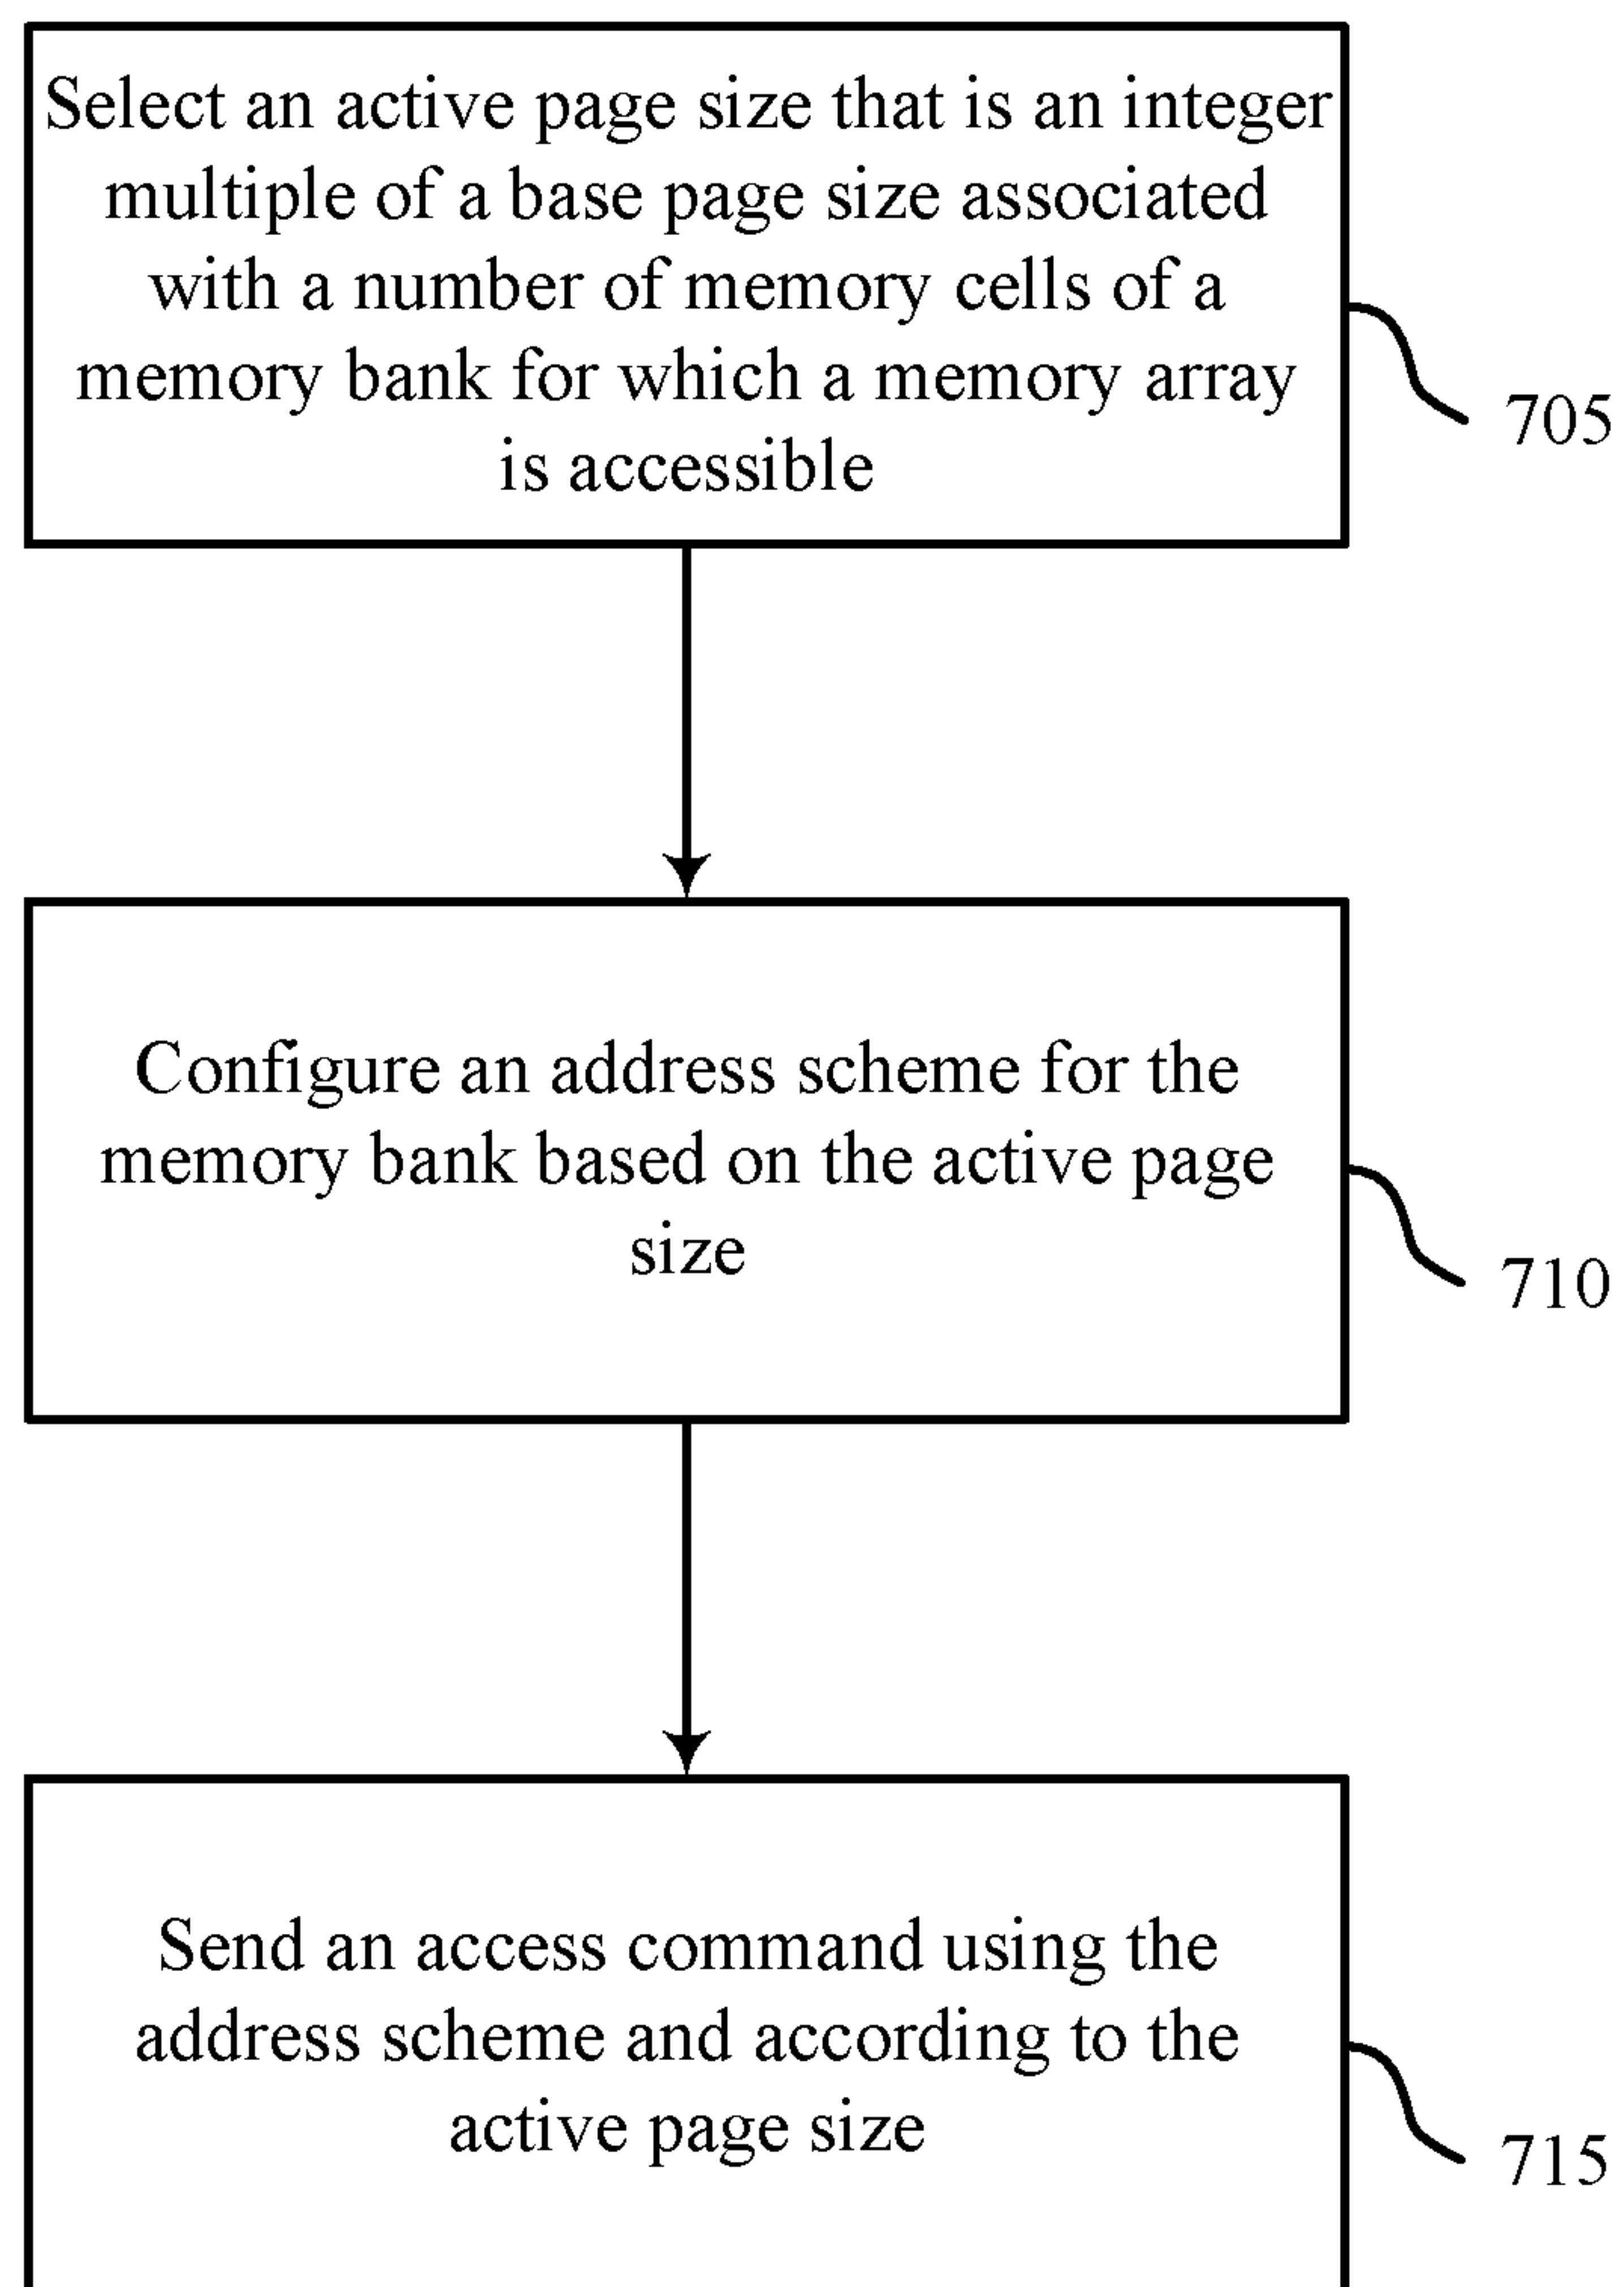 Select an active page size that is an integer
multiple of a base page size associated
with a number of memory cells of a
memory bank for which a memory array
is accessible
705
Configure an address scheme for the
memory bank based on the active page
size
710
Send an access command using the
address scheme and according to the
active page size
715